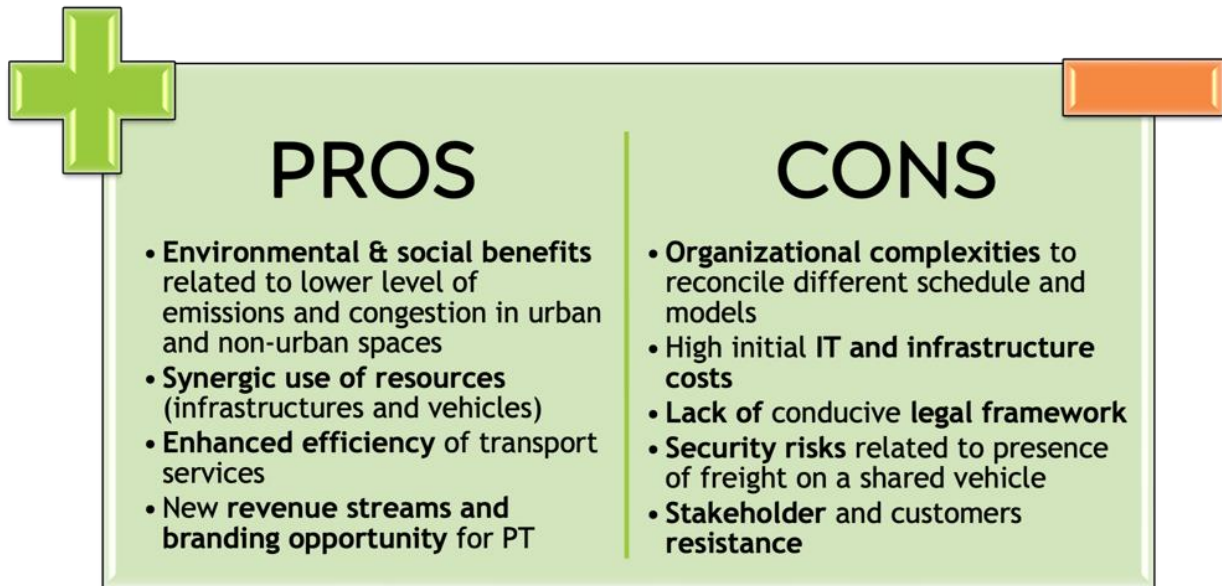 PROS
• Environmental & social benefits
related to lower level of
emissions and congestion in urban
and non-urban spaces
• Synergic use of resources
(infrastructures and vehicles)
• Enhanced efficiency of transport
services
• New revenue streams and
branding opportunity for PT
CONS
• Organizational complexities to
reconcile different schedule and
models
• High initial IT and infrastructure
costs
• Lack of conducive legal framework
• Security risks related to presence
of freight on a shared vehicle
• Stakeholder and customers
resistance